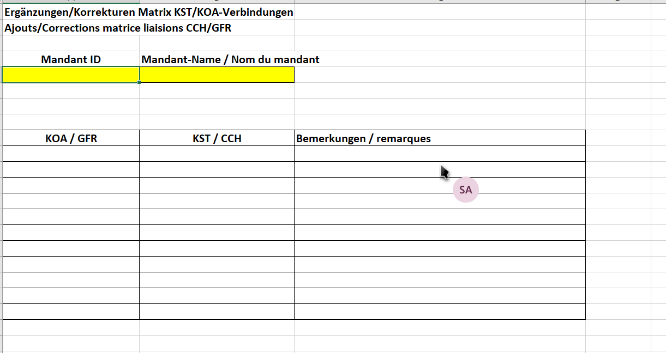 Ergänzungen/Korrekturen Matrix KST/KOA-Verbindungen
Ajouts/Corrections matrice liaisions CCH/GFR
Mandant ID Mandant-Name / Nom du mandant
KOA / GFR KST / CCH Bemerkungen / remarques
SA